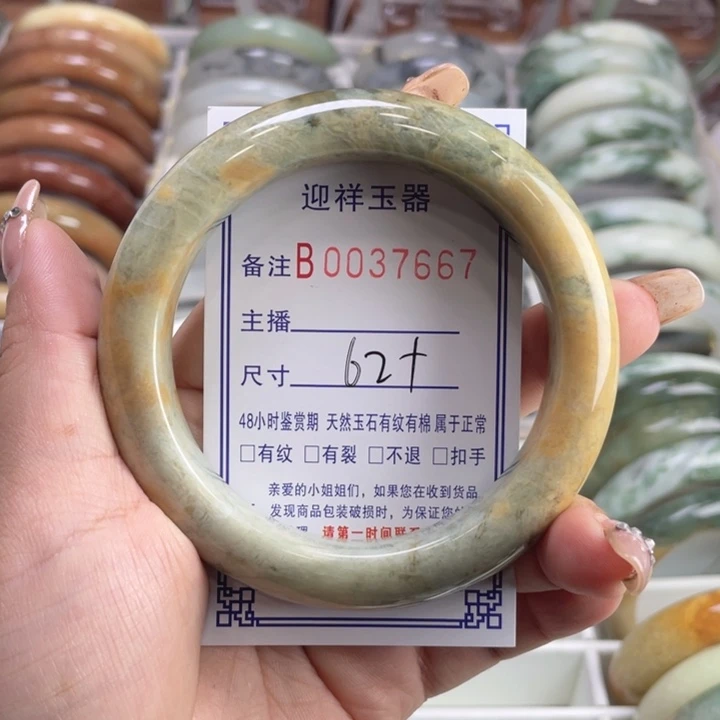 迎祥玉器
备注B0037667
主播
尺寸 62+
48小时鉴赏期 天然玉石有纹有棉属于正常
□有纹 □有裂 □不退 □扣手
亲爱的小姐姐们，如果您在收到货品
发现商品包装破损时，为保证您
理 请第一时间联